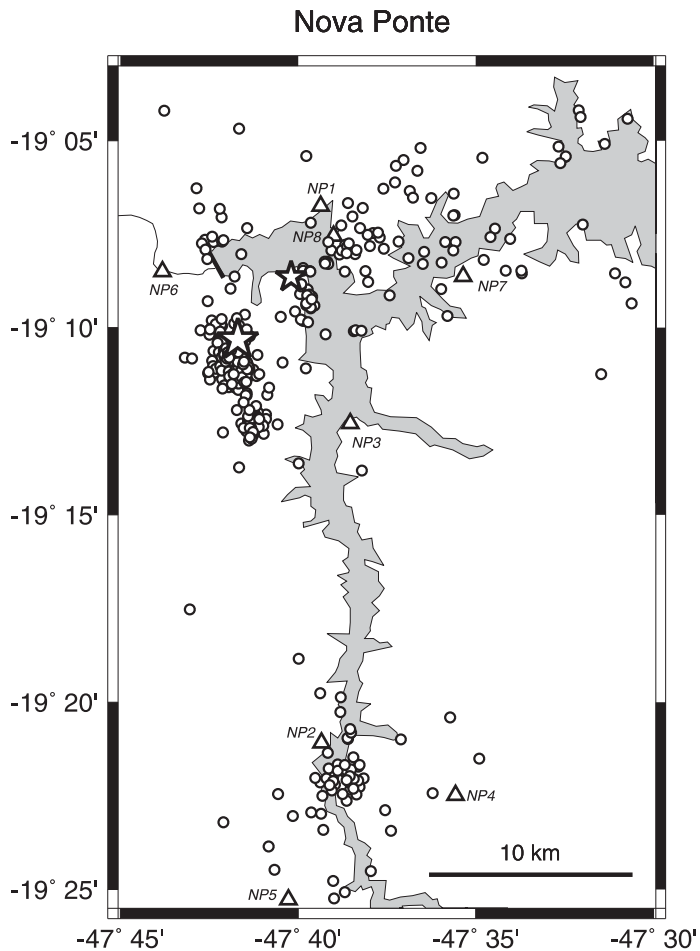 Nova Ponte
-19° 05'
NP1
NP8
NP6
NP7
-19° 10'
NP3
-19° 15'
-19° 20'
NP2
NP4
10 km
-19° 25'
NP5
-47° 45' -47° 40' -47° 35' -47° 30'